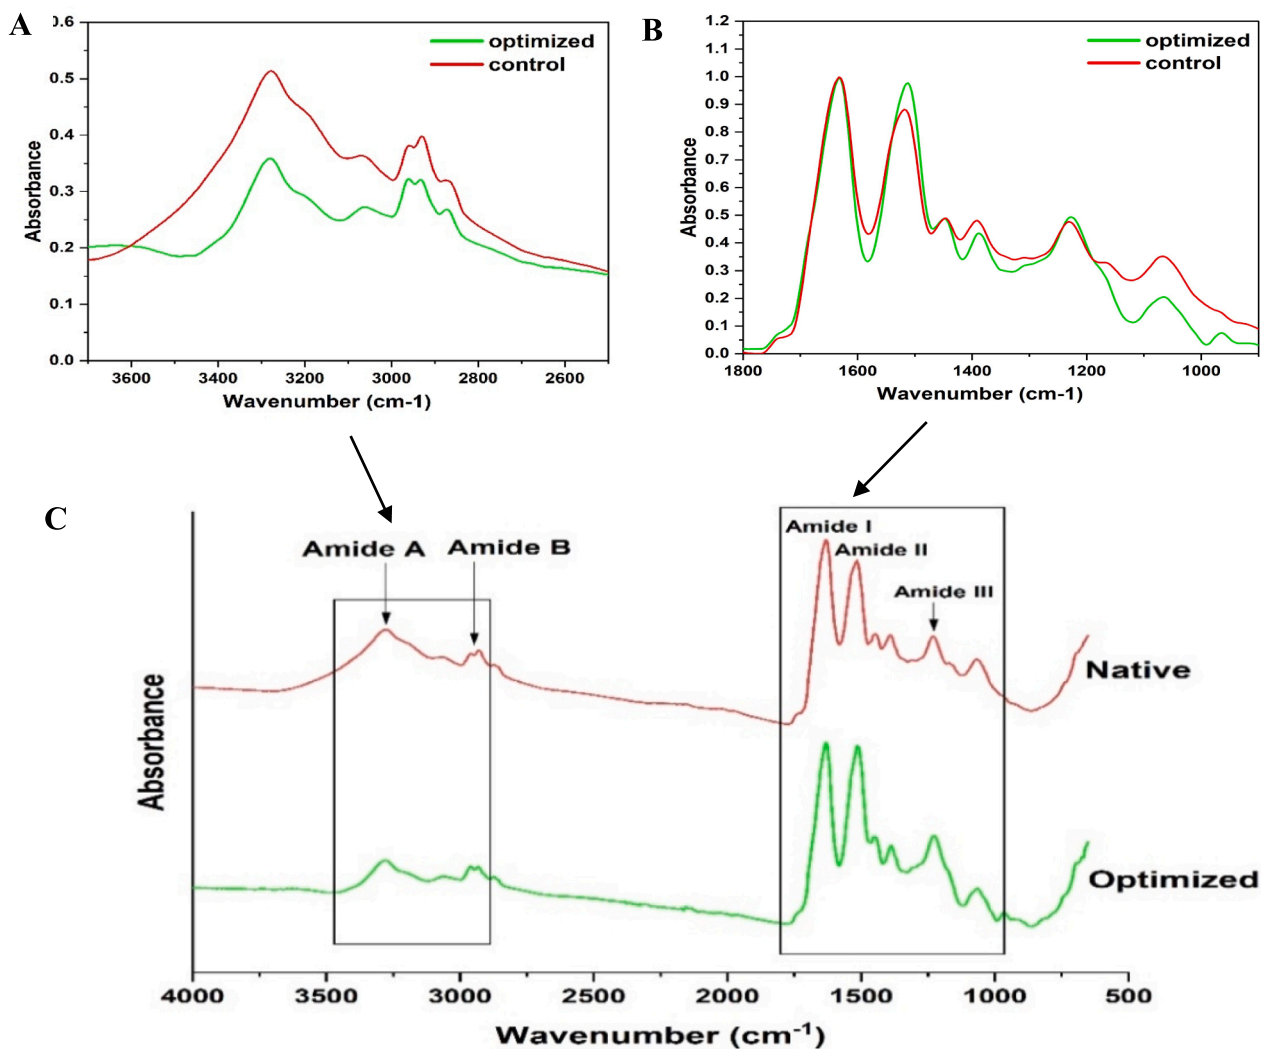 A
0.6
optimized
control
0.5
0.4
0.3
0.2
0.1
0.0
Absorbance
3600 3400 3200 3000 2800 2600
Wavenumber (cm-1)
B
1.2
1.1
optimized
control
1.0
0.9
0.8
0.7
0.6
0.5
0.4
0.3
0.2
0.1
0.0
Absorbance
1800 1600 1400 1200 1000
Wavenumber (cm-1)
C
Amide A Amide B
Amide I
Amide II
Amide III
Native
Optimized
Absorbance
4000 3500 3000 2500 2000 1500 1000 500
Wavenumber (cm⁻¹)